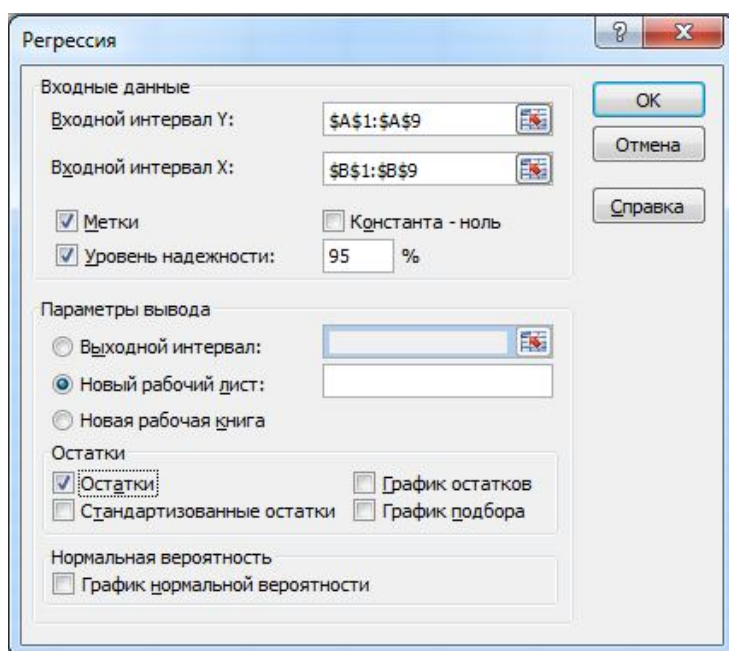 Регрессия
?
X
Входные данные
Входной интервал Y: $A$1:$A$9
Входной интервал X: $B$1:$B$9
Метки Константа - ноль
Уровень надежности: 95 %
OK
Отмена
Справка
Параметры вывода
Выходной интервал:
Новый рабочий лист:
Новая рабочая книга
Остатки
Остатки График остатков
Стандартизованные остатки График подбора
Нормальная вероятность
График нормальной вероятности